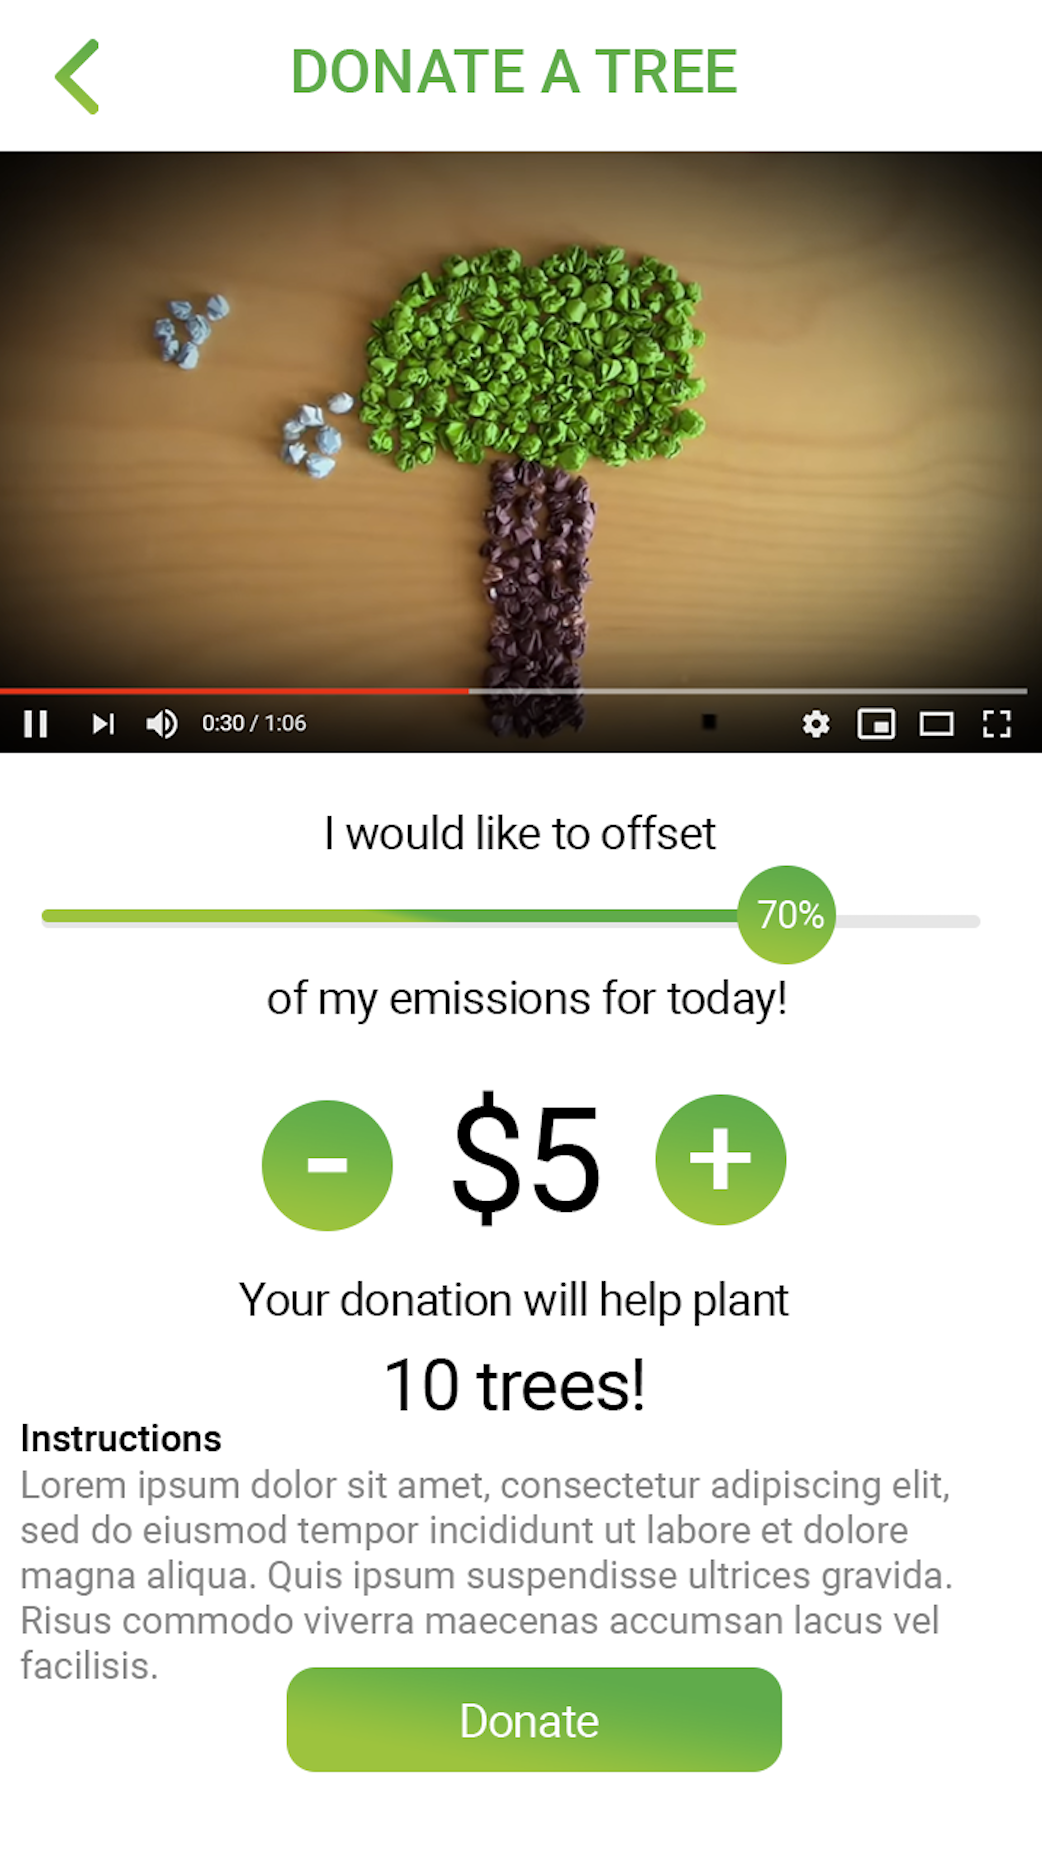 DONATE A TREE
0:30 / 1:06
I would like to offset
70%
of my emissions for today!
- $5 +
Your donation will help plant
10 trees!
Instructions
Lorem ipsum dolor sit amet, consectetur adipiscing elit,
sed do eiusmod tempor incididunt ut labore et dolore
magna aliqua. Quis ipsum suspendisse ultrices gravida.
Risus commodo viverra maecenas accumsan lacus vel
facilisis.
Donate